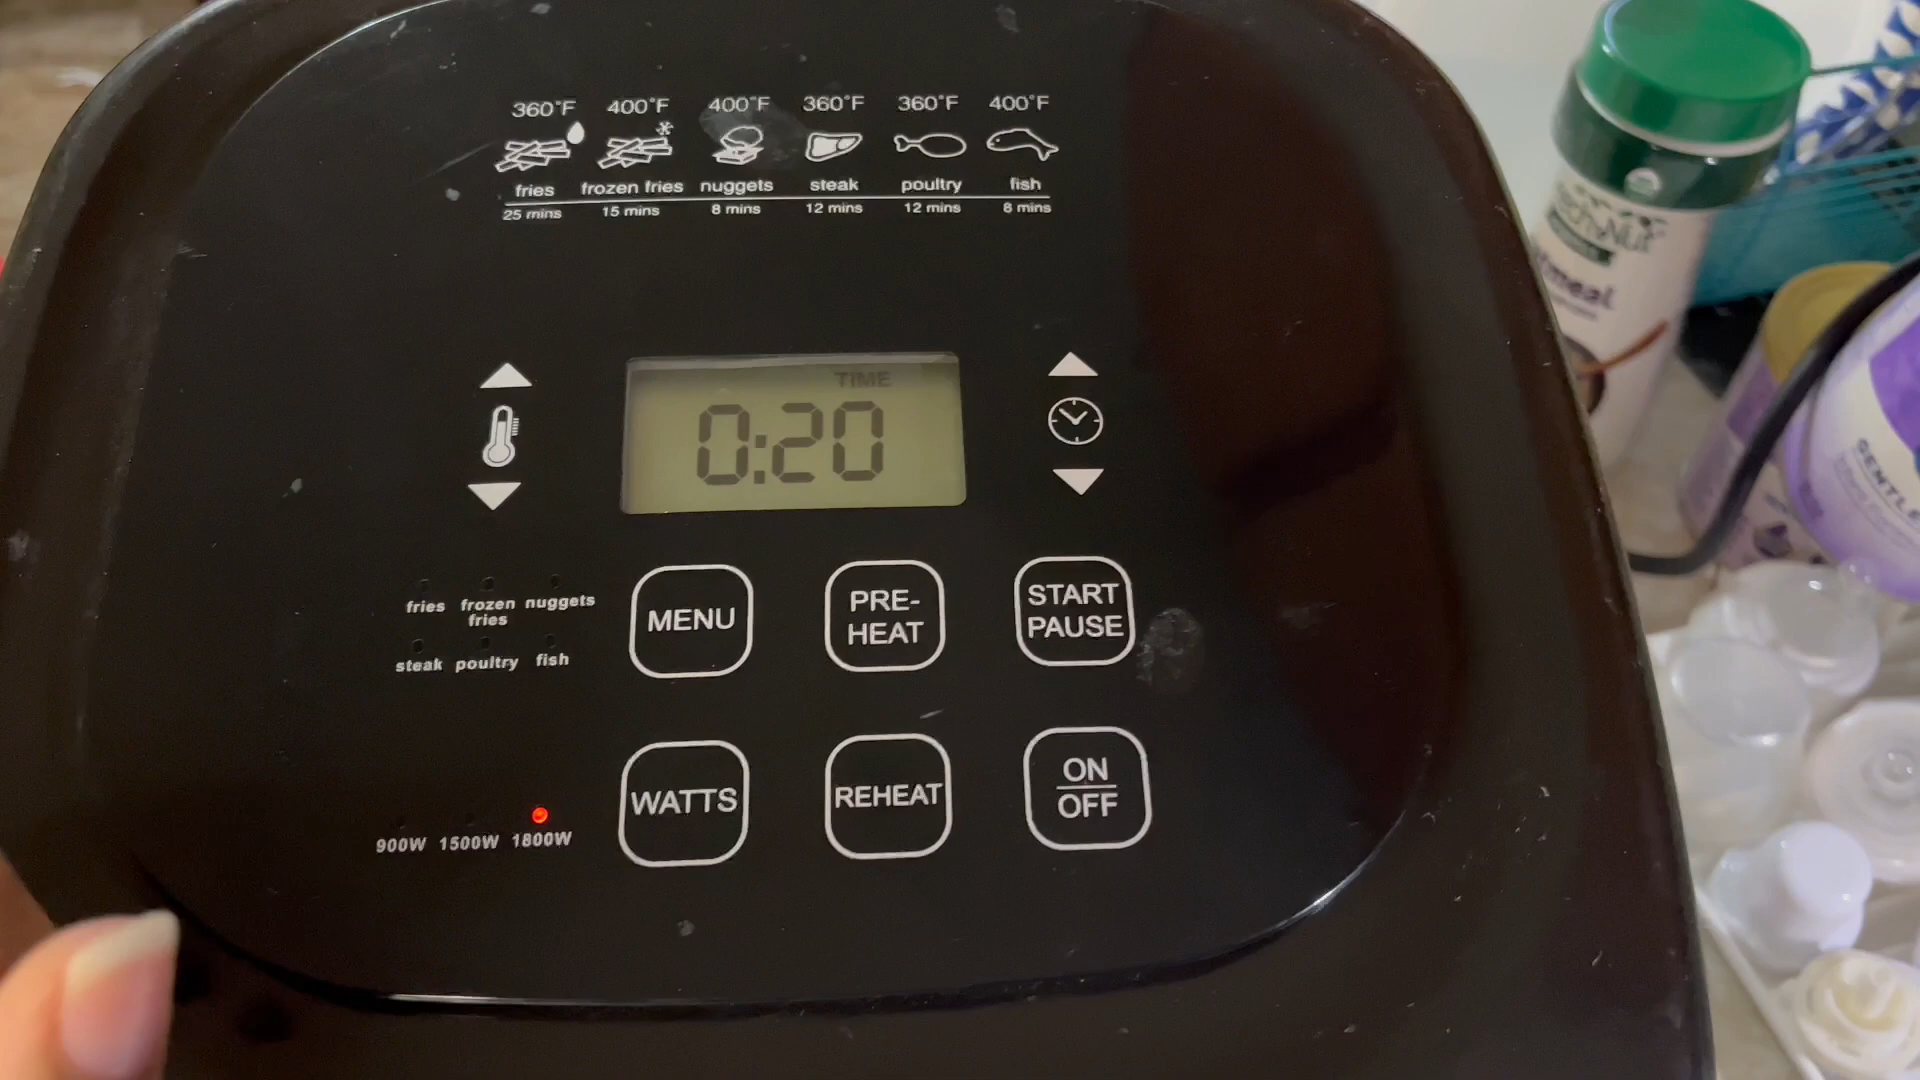 360°F 400°F 400°F 360°F 360°F 400°F
fries frozen fries nuggets steak poultry fish
25 mins 15 mins 8 mins 12 mins 12 mins 8 mins
TIME
0:20
fries frozen fries nuggets
steak poultry fish
MENU
PRE-
HEAT
START
PAUSE
900W 1500W 1800W
WATTS
REHEAT
ON
OFF
GENTLE